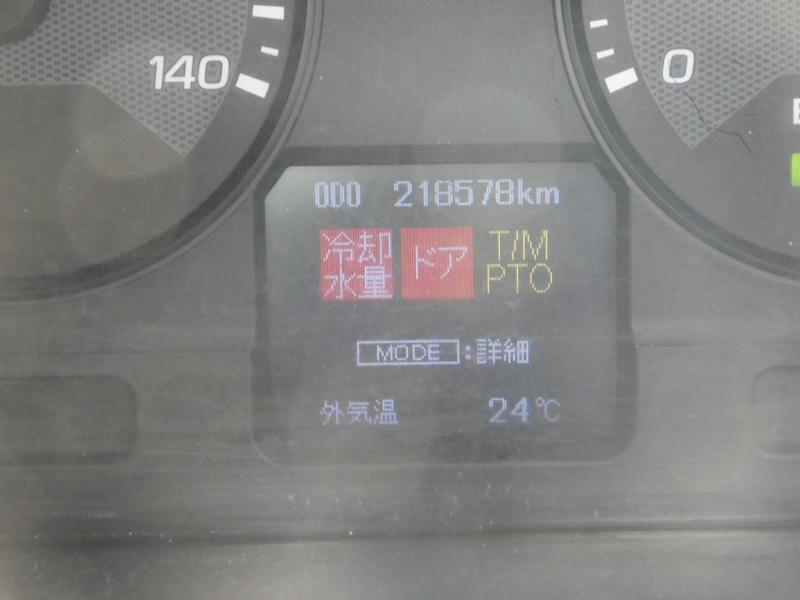 140
0
E
ODO 218578km
冷却
水量
ドア
T/M
PTO
MODE:詳細
外気温 24℃